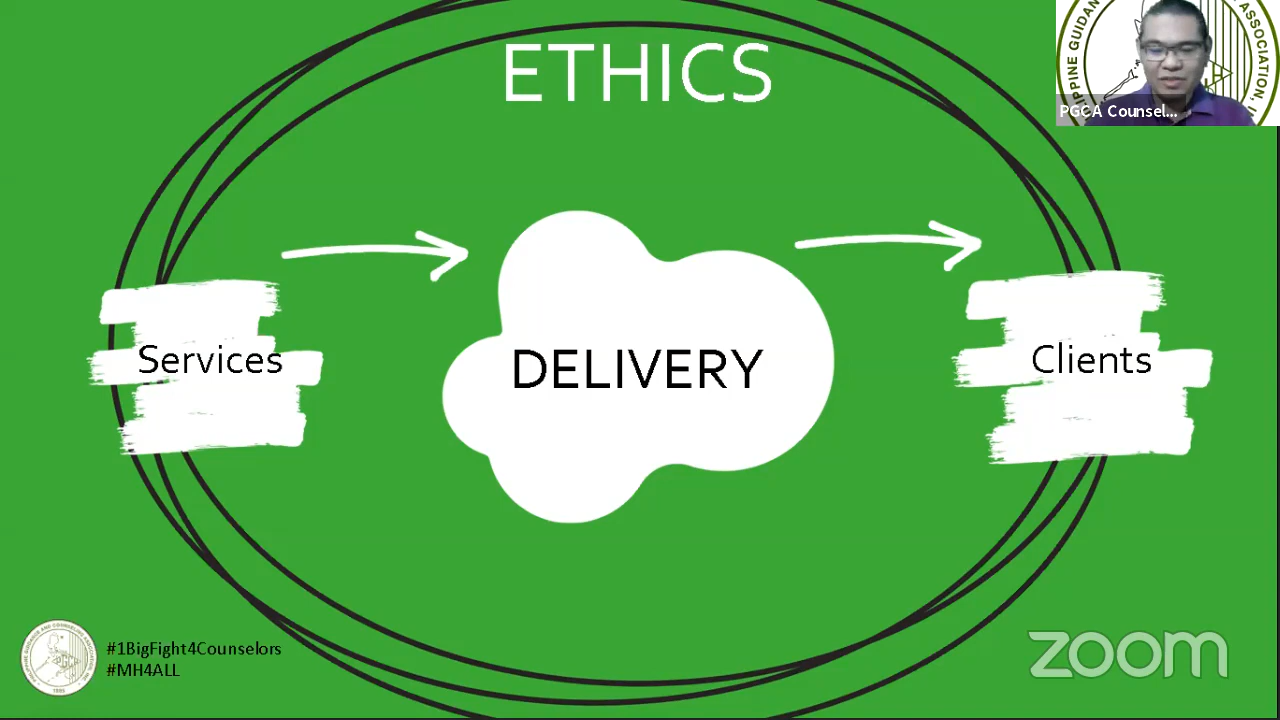 ETHICS
PGCA Counsel...
Services
DELIVERY
Clients
#1BigFight4Counselors
#MH4ALL
zoom